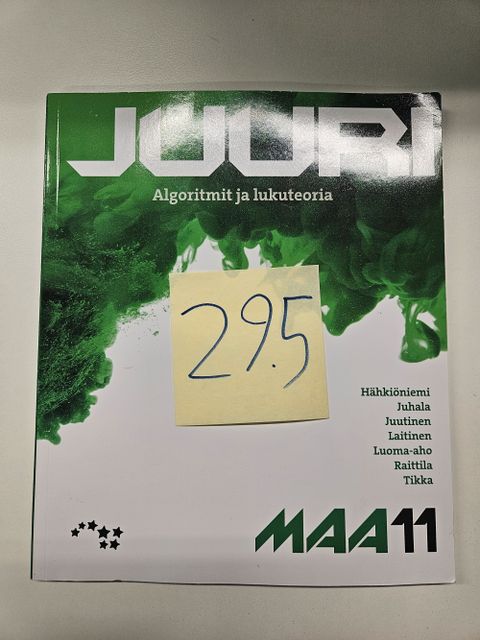 JUURI
Algoritmit ja lukuteoria
29.5
Hähkiöniemi
Juhala
Juutinen
Laitinen
Luoma-aho
Raittila
Tikka
MAA11